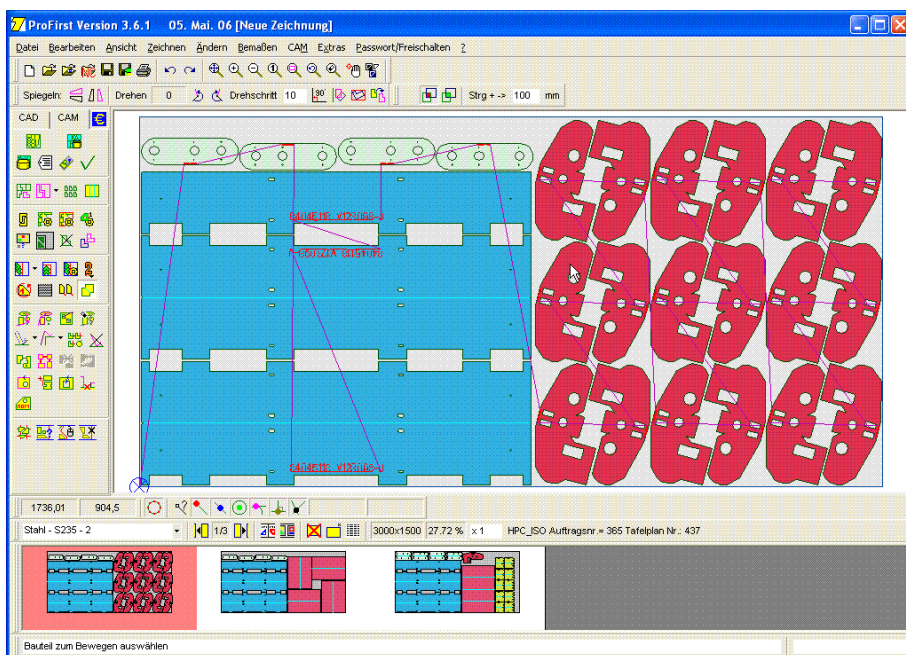 ProFirst Version 3.6.1 05. Mai. 06 [Neue Zeichnung]
Datei Bearbeiten Ansicht Zeichnen Ändern Bemaßen CAM Extras Passwort/Freischalten ?
Spiegeln: Drehen 0 Drehschritt 10 90° Strg + -> 100 mm
CAD CAM €
1736,01 904,5
Stahl - S235 - 2 1/3 3000x1500 27.72 % x 1 HPC_ISO Auftragsnr.= 365 Tafelplan Nr.: 437
Bauteil zum Bewegen auswählen